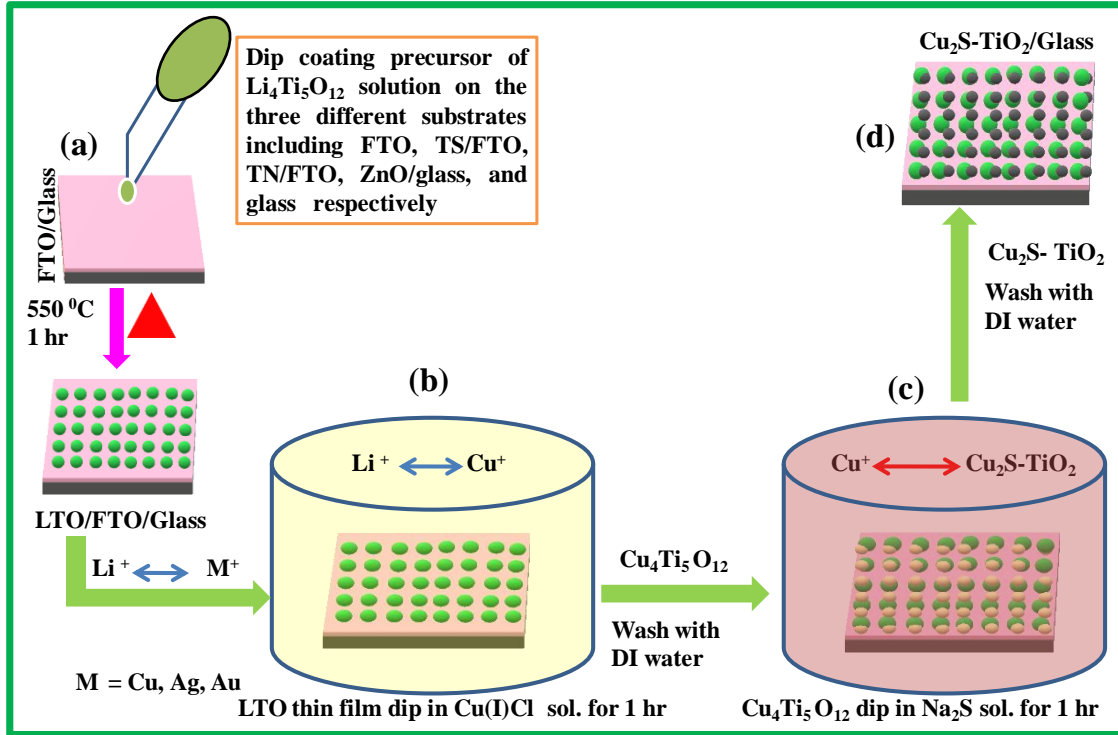 Dip coating precursor of
Li₄Ti₅O₁₂ solution on the
three different substrates
including FTO, TS/FTO,
TN/FTO, ZnO/glass, and
glass respectively
(a)
FTO/Glass
550 ⁰C
1 hr
LTO/FTO/Glass
Li⁺ M⁺
M = Cu, Ag, Au
(b)
Li⁺ Cu⁺
LTO thin film dip in Cu(I)Cl sol. for 1 hr
Cu₄Ti₅O₁₂
Wash with
DI water
(c)
Cu⁺ Cu₂S-TiO₂
Cu₄Ti₅O₁₂ dip in Na₂S sol. for 1 hr
Cu₂S- TiO₂
Wash with
DI water
(d)
Cu₂S-TiO₂/Glass